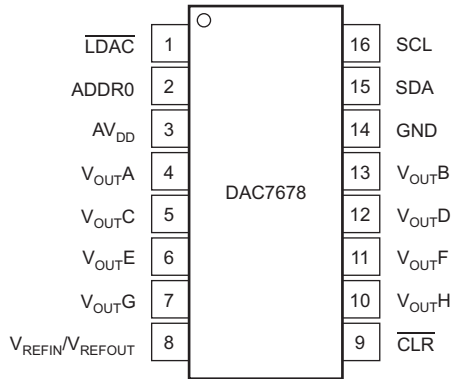 LDAC 1 16 SCL
ADDR0 2 15 SDA
AVDD 3 14 GND
VOUTA 4 13 VOUTB
DAC7678
VOUTC 5 12 VOUTD
VOUTE 6 11 VOUTF
VOUTG 7 10 VOUTH
VREFIN/VREFOUT 8 9 CLR